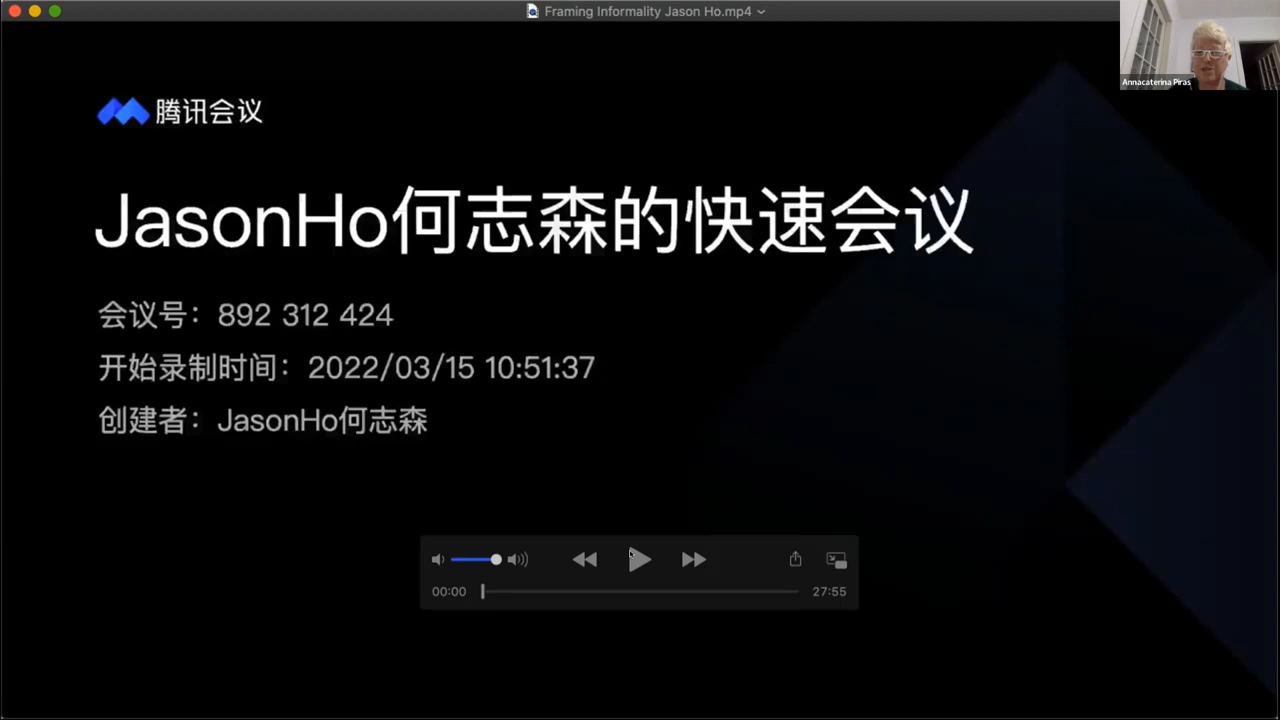 Framing Informality Jason Ho.mp4
Annacaterina Piras
腾讯会议
JasonHo何志森的快速会议
会议号：892 312 424
开始录制时间：2022/03/15 10:51:37
创建者：JasonHo何志森
00:00
27:55